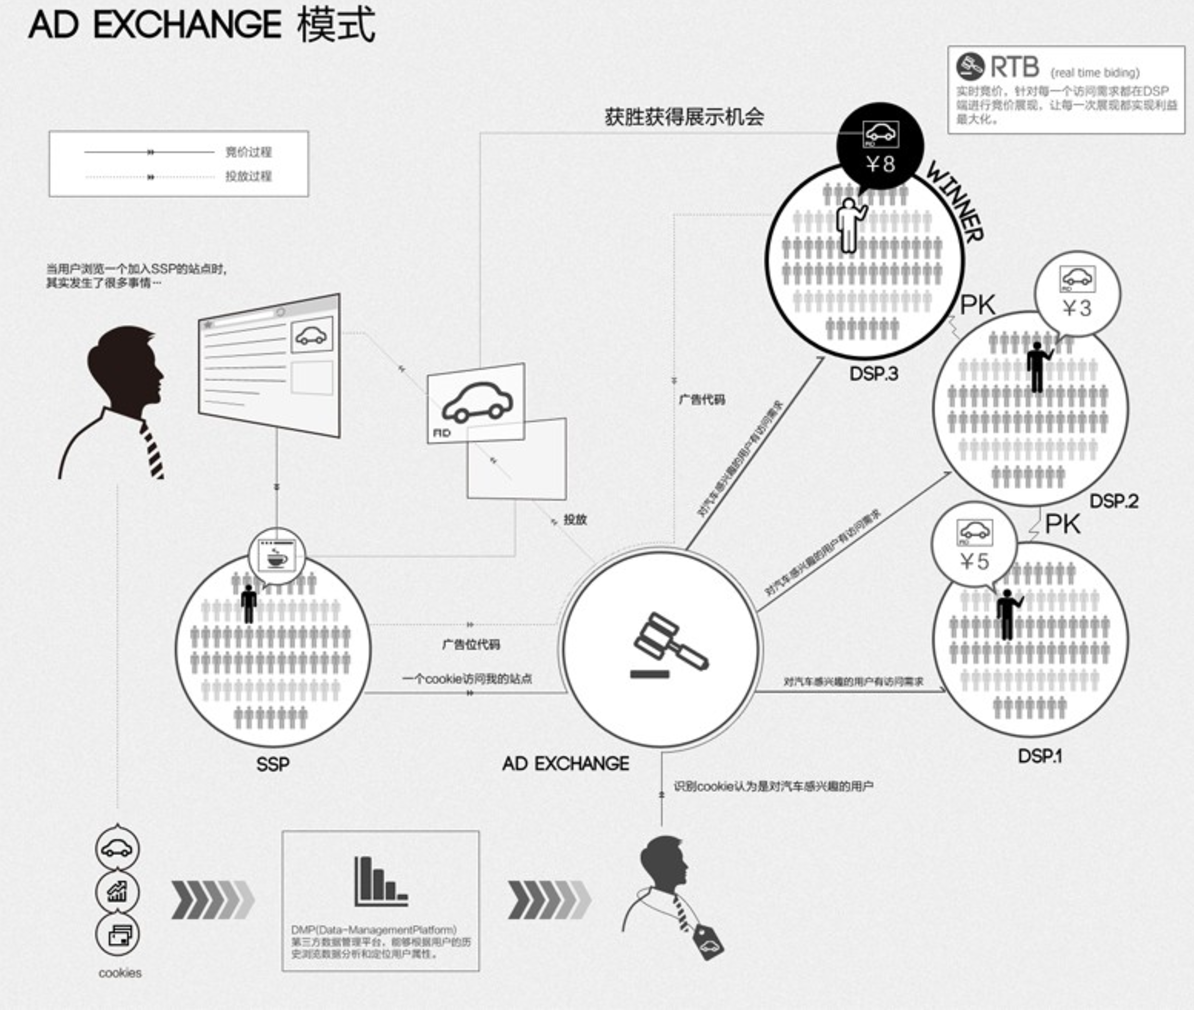 AD EXCHANGE 模式
RTB (real time biding)
实时竞价，针对每一个访问需求都在DSP
端进行竞价展现，让每一次展现都实现利益
最大化。
竞价过程
投放过程
获胜获得展示机会
AD
¥8
WINNER
当用户浏览一个加入SSP的站点时，
其实发生了很多事情…
PK
AD
¥3
DSP.3
广告代码
AD
对汽车感兴趣的用户有访问需求
DSP.2
对汽车感兴趣的用户有访问需求
投放
PK
AD
¥5
广告位代码
一个cookie访问我的站点
对汽车感兴趣的用户有访问需求
SSP
AD EXCHANGE
DSP.1
识别cookie认为是对汽车感兴趣的用户
DMP(Data-ManagementPlatform)
第三方数据管理平台，能够根据用户的历
史浏览数据分析和定位用户属性。
cookies